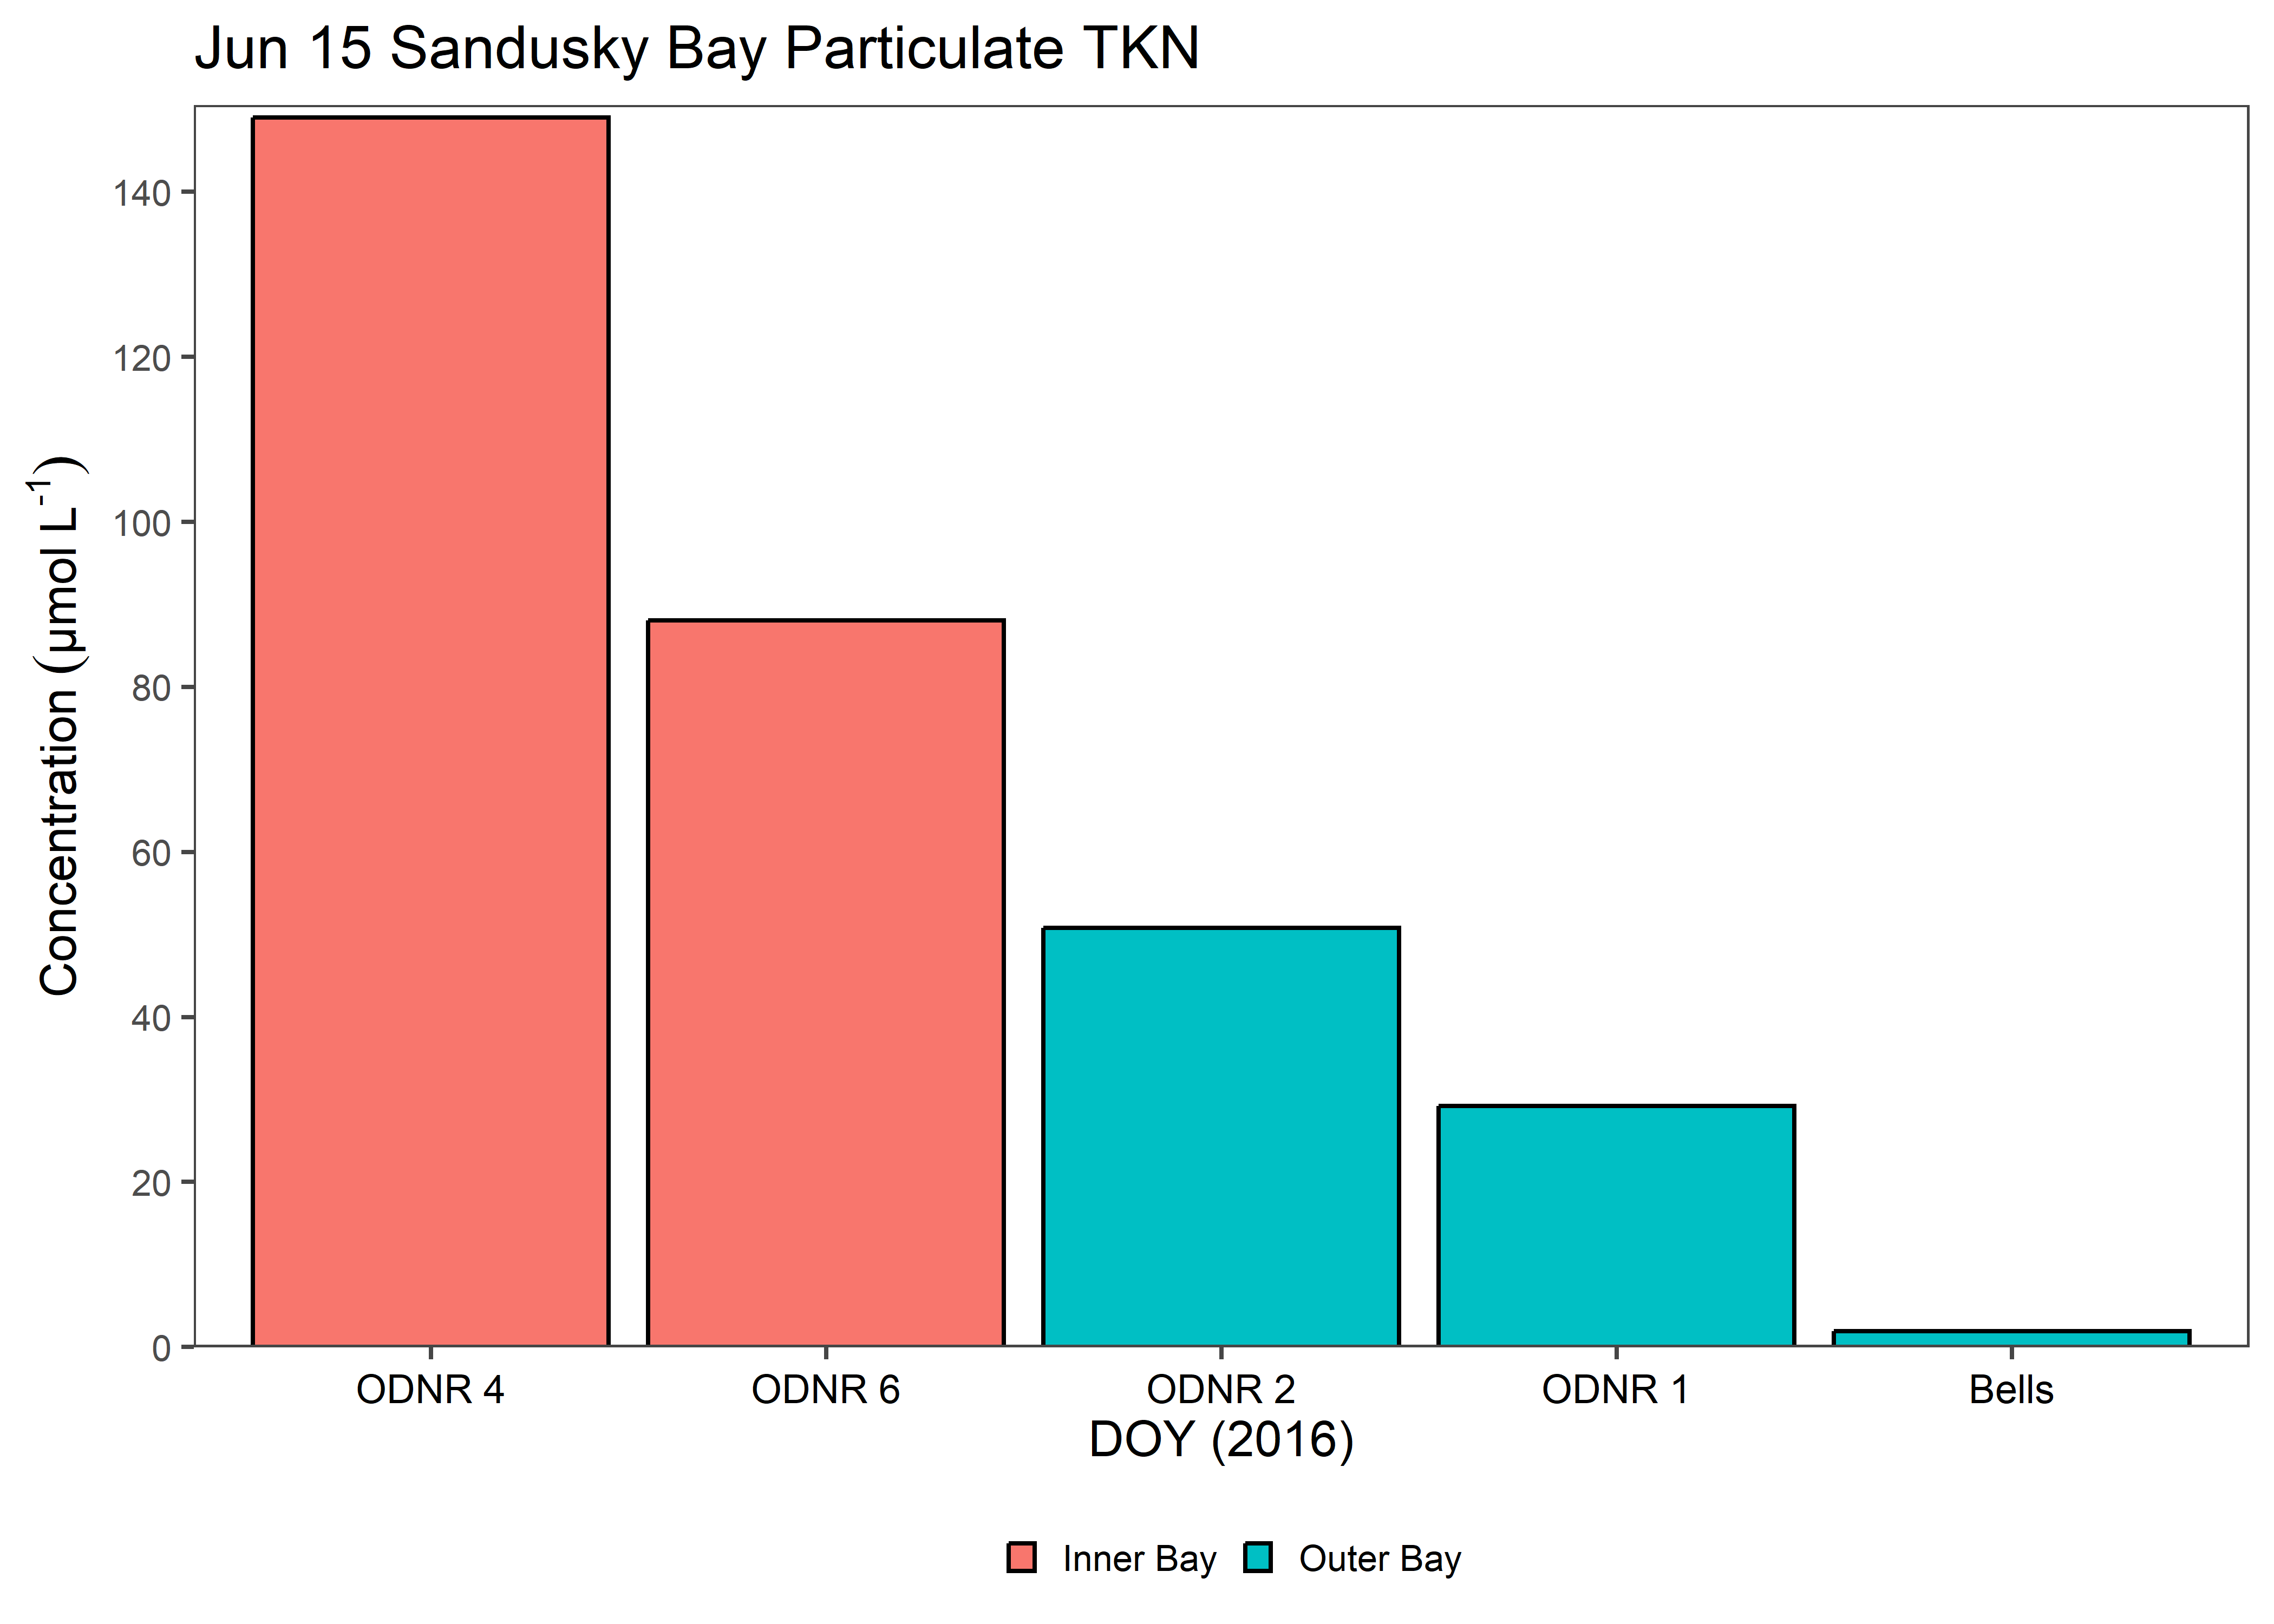 Jun 15 Sandusky Bay Particulate TKN
Concentration (µmol L⁻¹)
140
120
100
80
60
40
20
0
ODNR 4 ODNR 6 ODNR 2 ODNR 1 Bells
DOY (2016)
Inner Bay Outer Bay